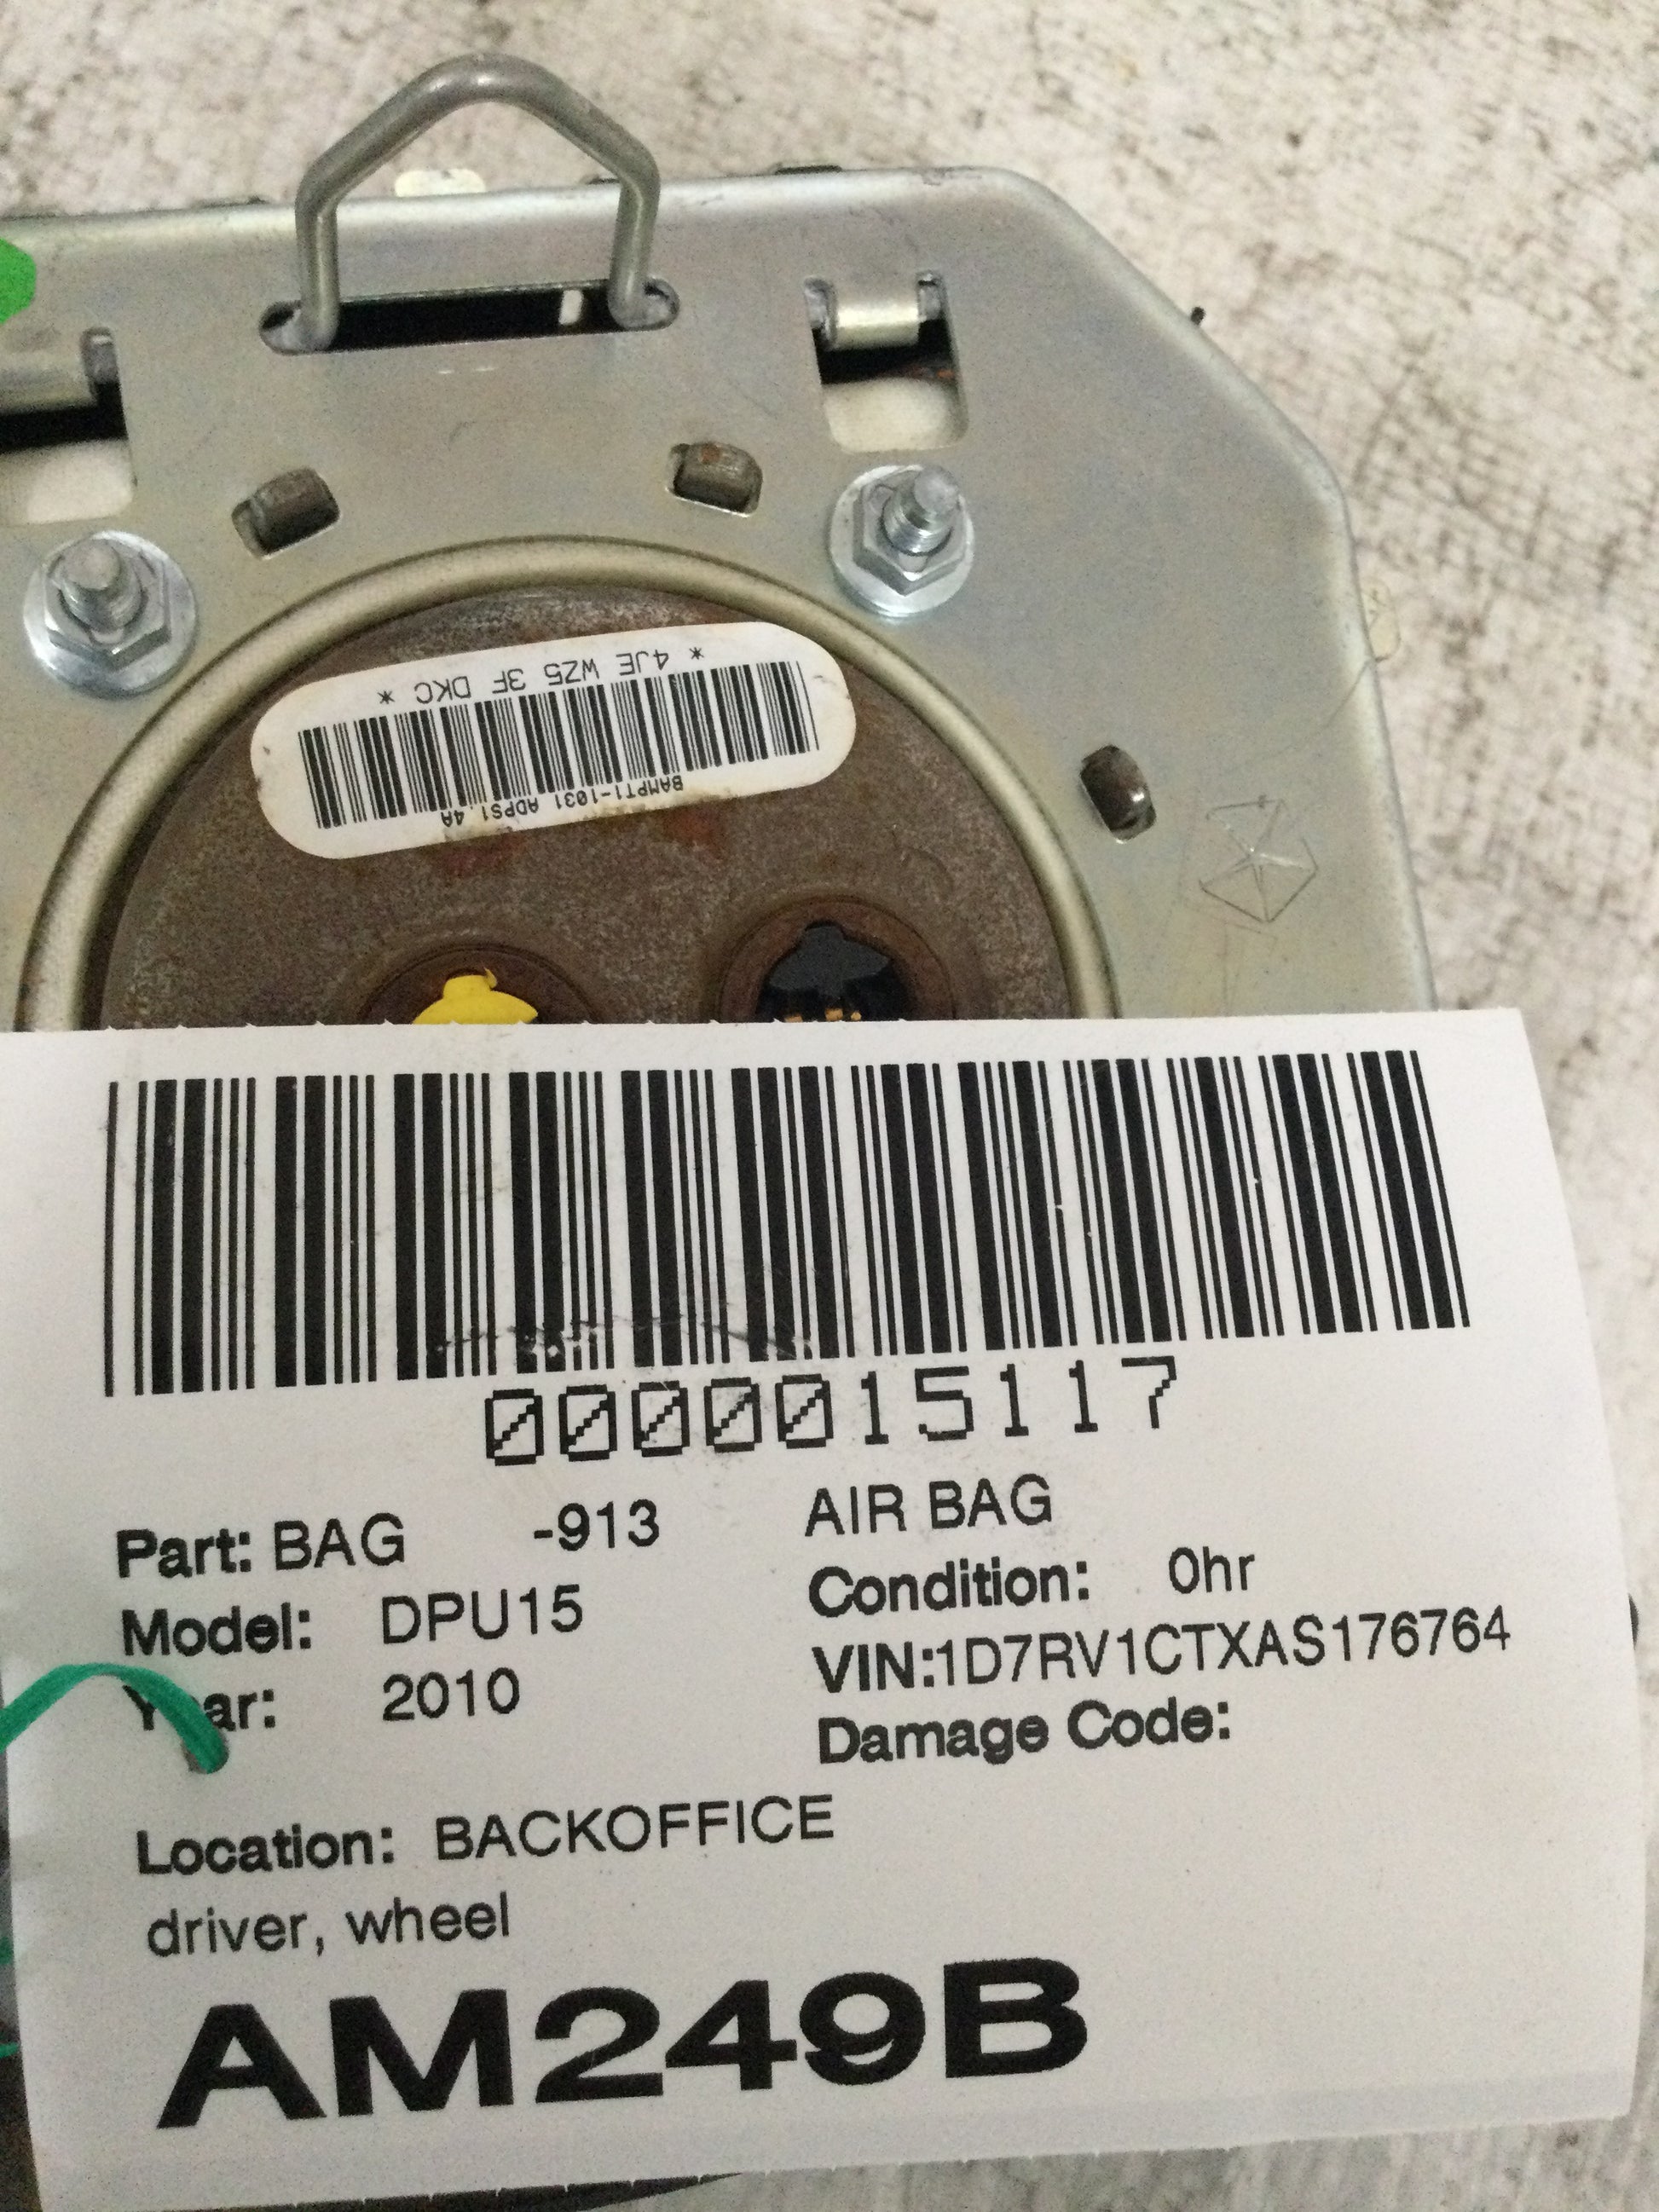 * 4JE WZ5 3F DKC *
BAMPT1-1031 ADPS1.4A
0000015117
Part: BAG -913 AIR BAG
Model: DPU15 Condition: 0hr
Year: 2010 VIN:1D7RV1CTXAS176764
Damage Code:
Location: BACKOFFICE
driver, wheel
AM249B